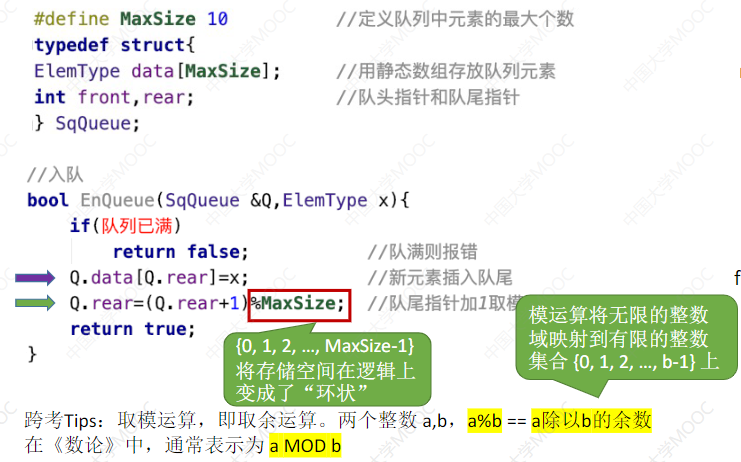 #define MaxSize 10 //定义队列中元素的最大个数
typedef struct{
ElemType data[MaxSize]; //用静态数组存放队列元素
int front,rear; //队头指针和队尾指针
} SqQueue;
//入队
bool EnQueue(SqQueue &Q,ElemType x){
if(队列已满)
return false; //队满则报错
Q.data[Q.rear]=x; //新元素插入队尾
Q.rear=(Q.rear+1)%MaxSize; //队尾指针加1取模
return true;
}
{0, 1, 2, …, MaxSize-1}
将存储空间在逻辑上
变成了“环状”
模运算将无限的整数
域映射到有限的整数
集合 {0, 1, 2, …, b-1} 上
跨考Tips：取模运算，即取余运算。两个整数 a,b，a%b == a除以b的余数
在《数论》中，通常表示为 a MOD b
中国大学MOOC